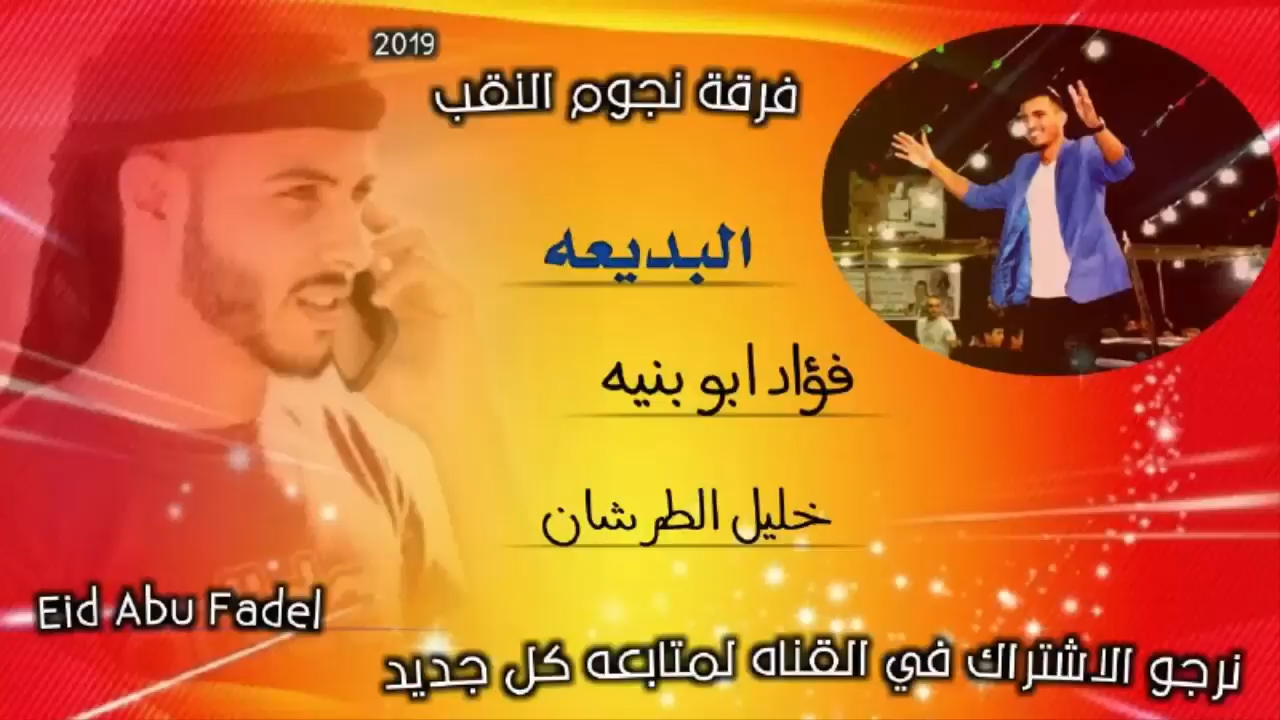 2019
فرقة نجوم النقب
البديعه
فؤاد ابو بنيه
خليل الطرشان
Eid Abu Fadel
نرجو الاشتراك في القناه لمتابعه كل جديد